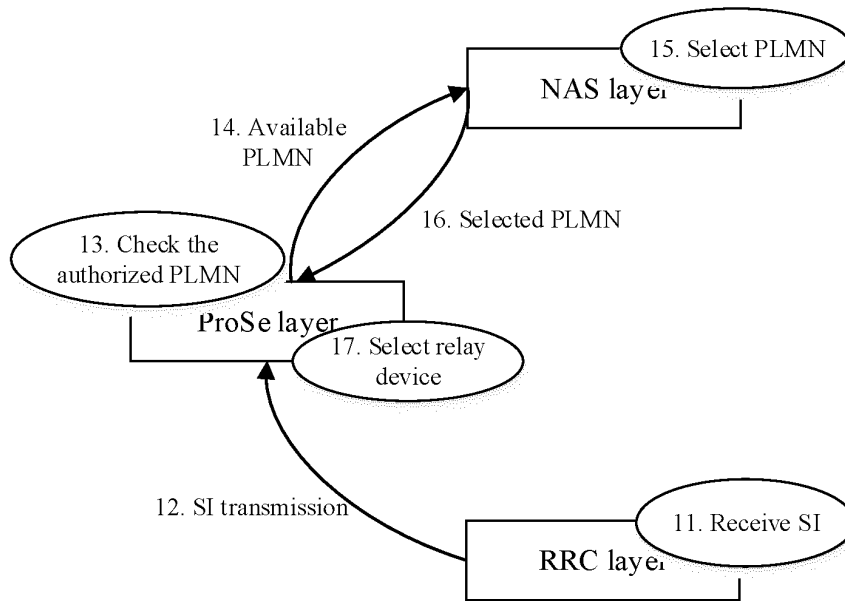 15. Select PLMN
NAS layer
14. Available
PLMN
16. Selected PLMN
13. Check the
authorized PLMN
ProSe layer
17. Select relay
device
12. SI transmission
11. Receive SI
RRC layer